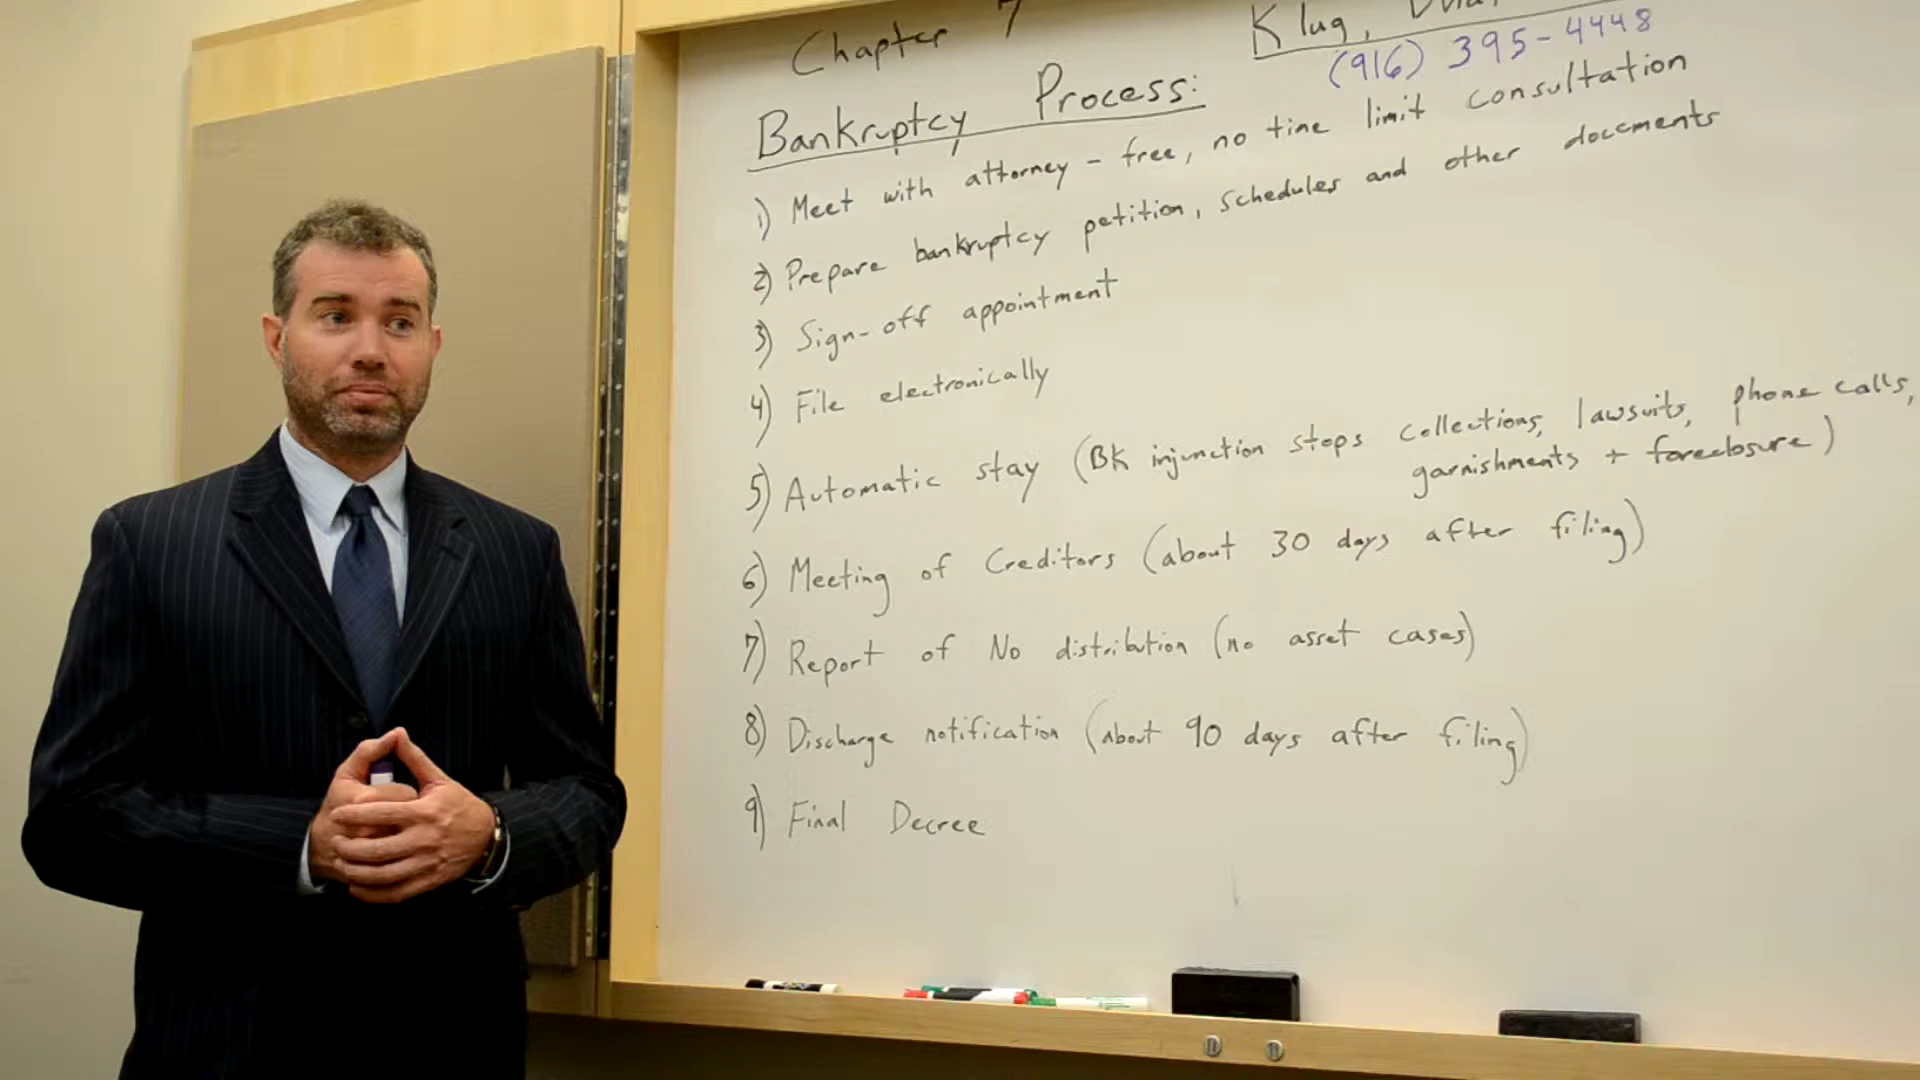 Chapter 7
Klug,
(916) 395-4448
Bankruptcy Process:
1) Meet with attorney - free, no time limit consultation
2) Prepare bankruptcy petition, schedules and other doccments
3) Sign-off appointment
4) File electronically
5) Automatic stay (BK injunction stops collections, lawsuits, phone calls,
garnishments + foreclosure)
6) Meeting of Creditors (about 30 days after filing)
7) Report of No distribution (no asset cases)
8) Discharge notification (about 90 days after filing)
9) Final Decree